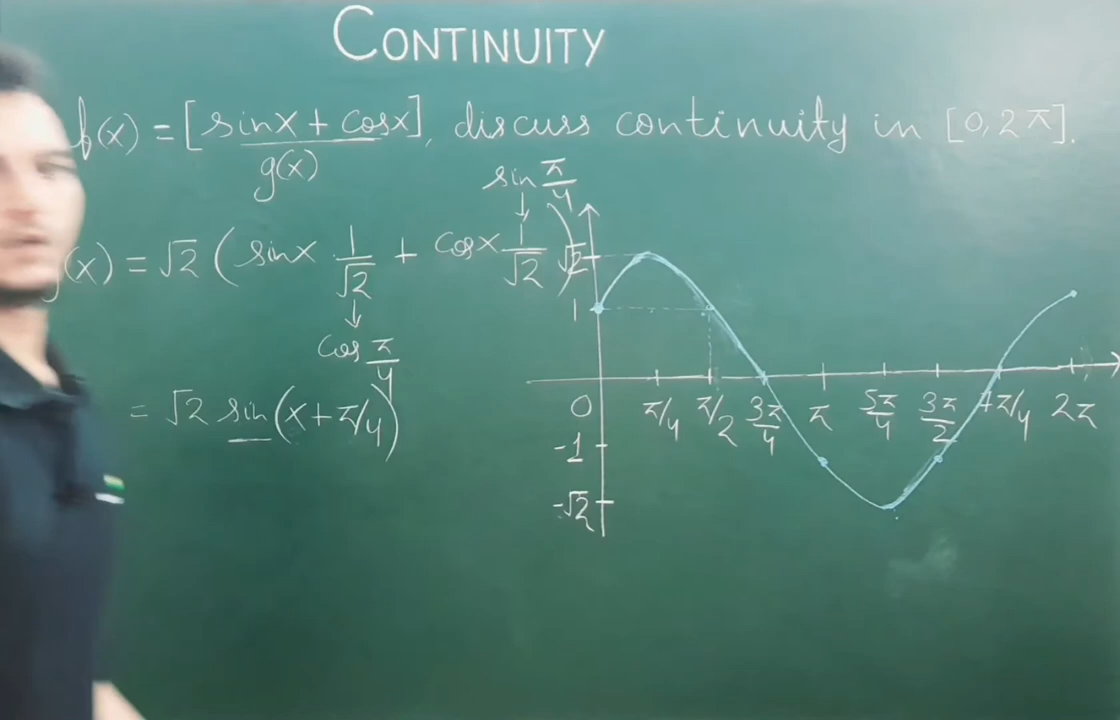 CONTINUITY
f(x) = [sinx + cosx], discuss continuity in [0, 2π].
g(x)
sin π/4
↓
g(x) = √2 ( sinx 1/√2 + cosx 1/√2 )
↓
cos π/4
= √2 sin(x + π/4)
√2
1
0 π/4 π/2 3π/4 π 5π/4 3π/2 7π/4 2π
-1
-√2